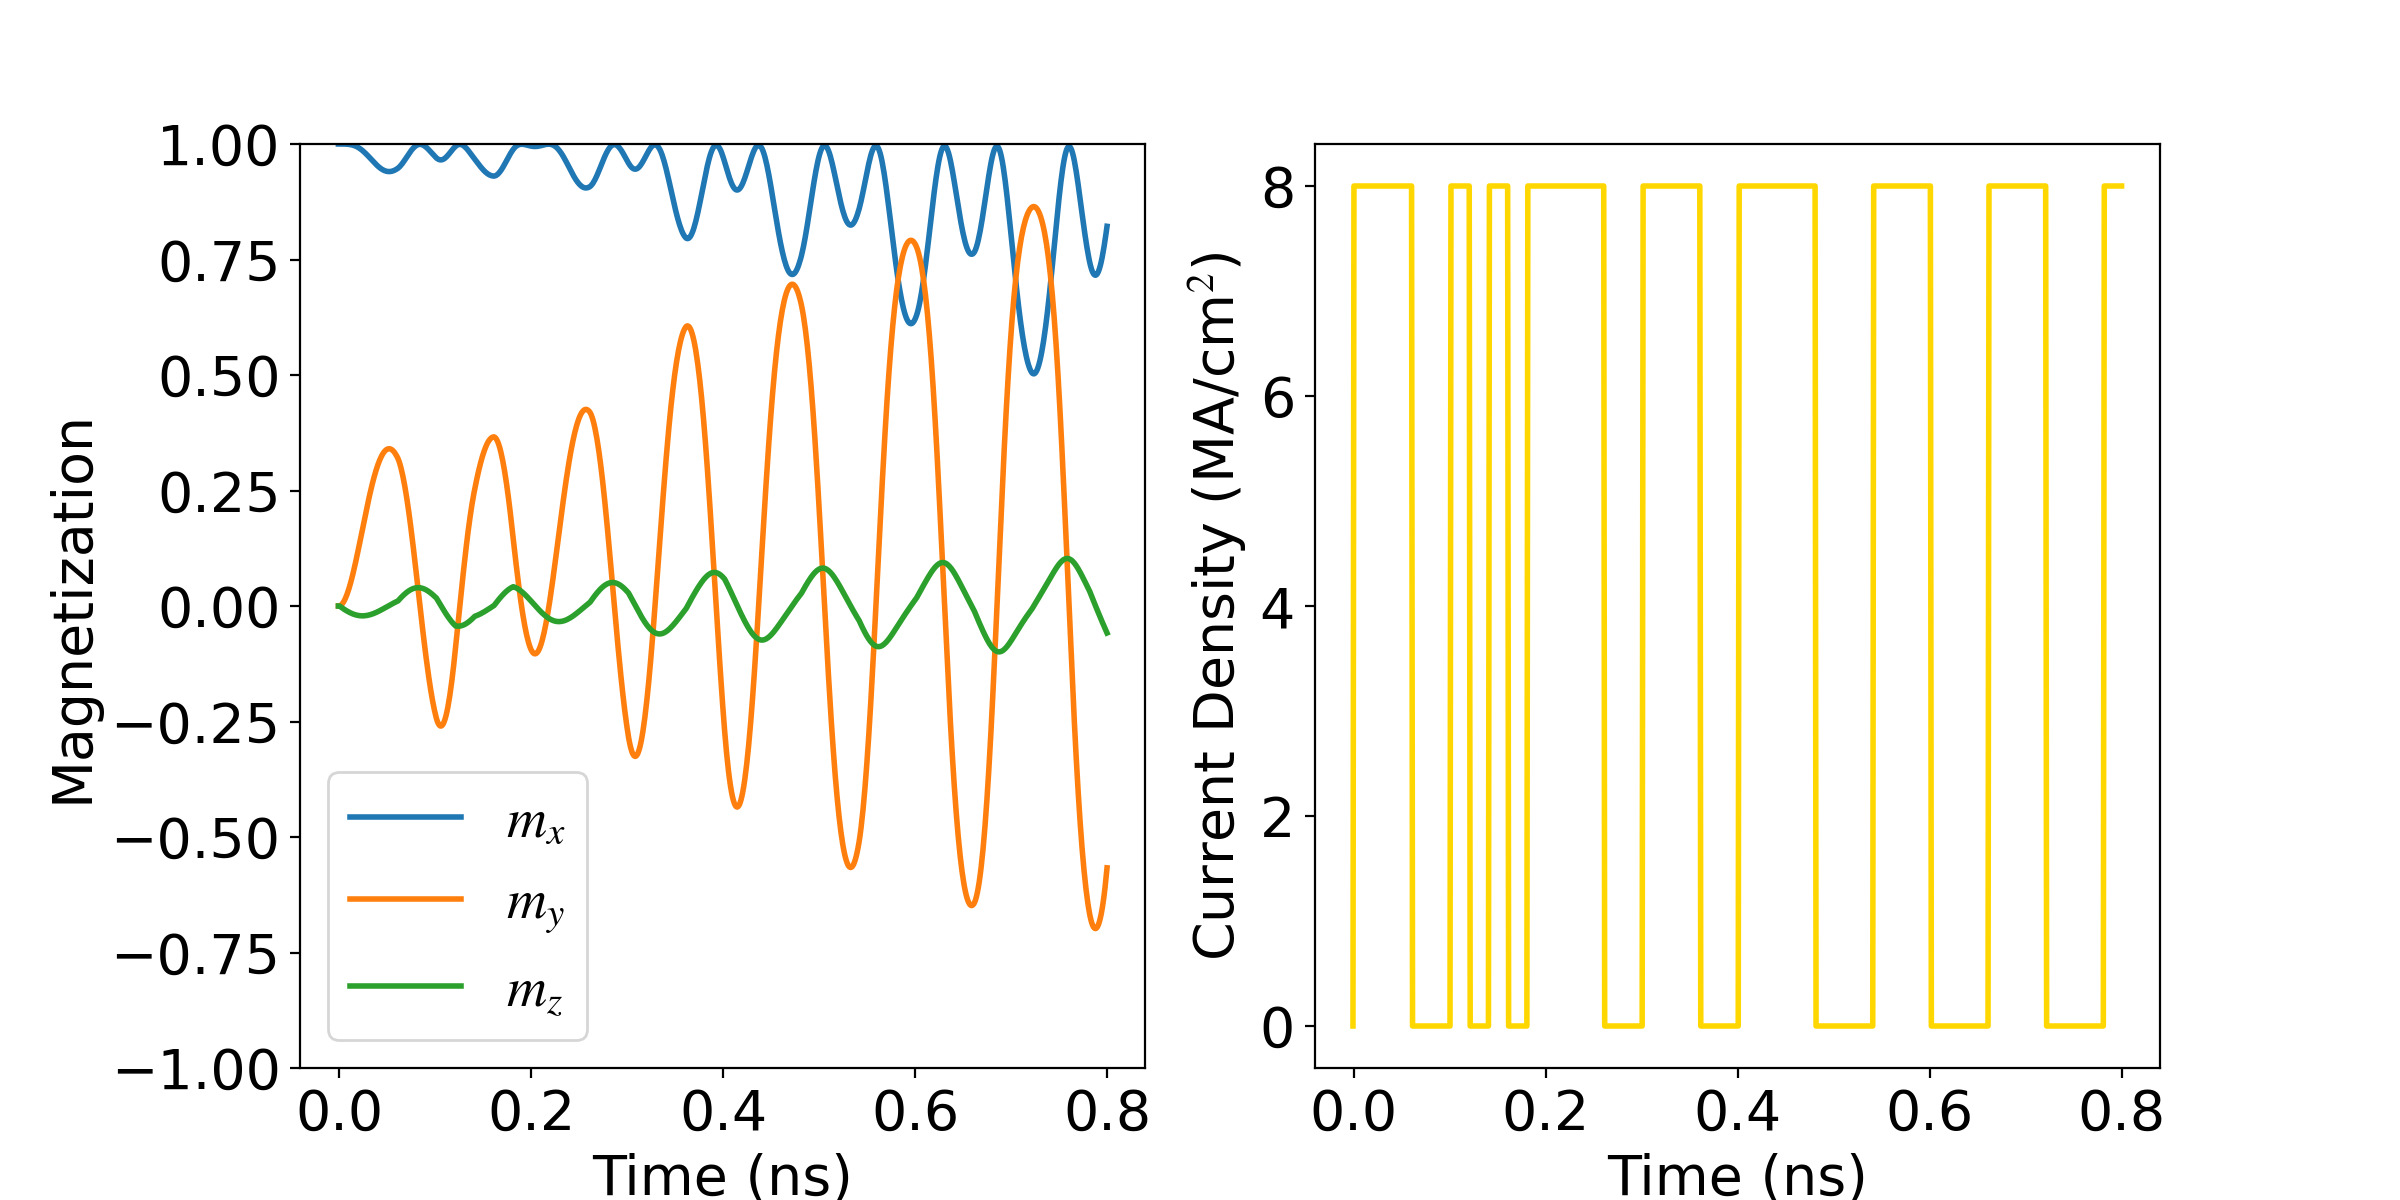 Magnetization
1.00
0.75
0.50
0.25
0.00
−0.25
−0.50
−0.75
−1.00
0.0 0.2 0.4 0.6 0.8
Time (ns)
m_x
m_y
m_z
Current Density (MA/cm²)
8
6
4
2
0
0.0 0.2 0.4 0.6 0.8
Time (ns)